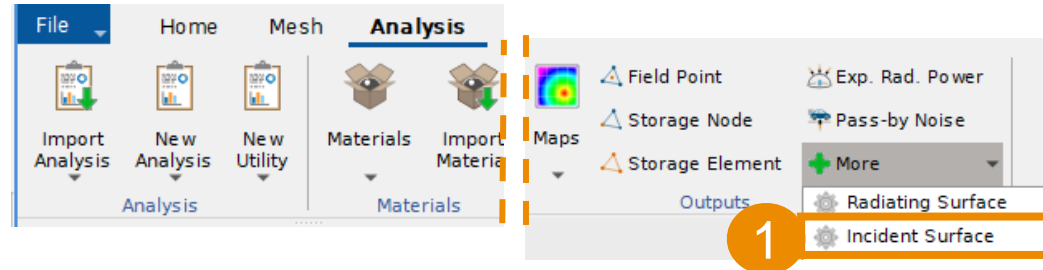 File Home Mesh Analysis
Import Analysis
New Analysis
New Utility
Materials
Import Materia
Analysis
Materials
Maps
Field Point
Storage Node
Storage Element
Exp. Rad. Power
Pass-by Noise
More
Outputs
Radiating Surface
1
Incident Surface